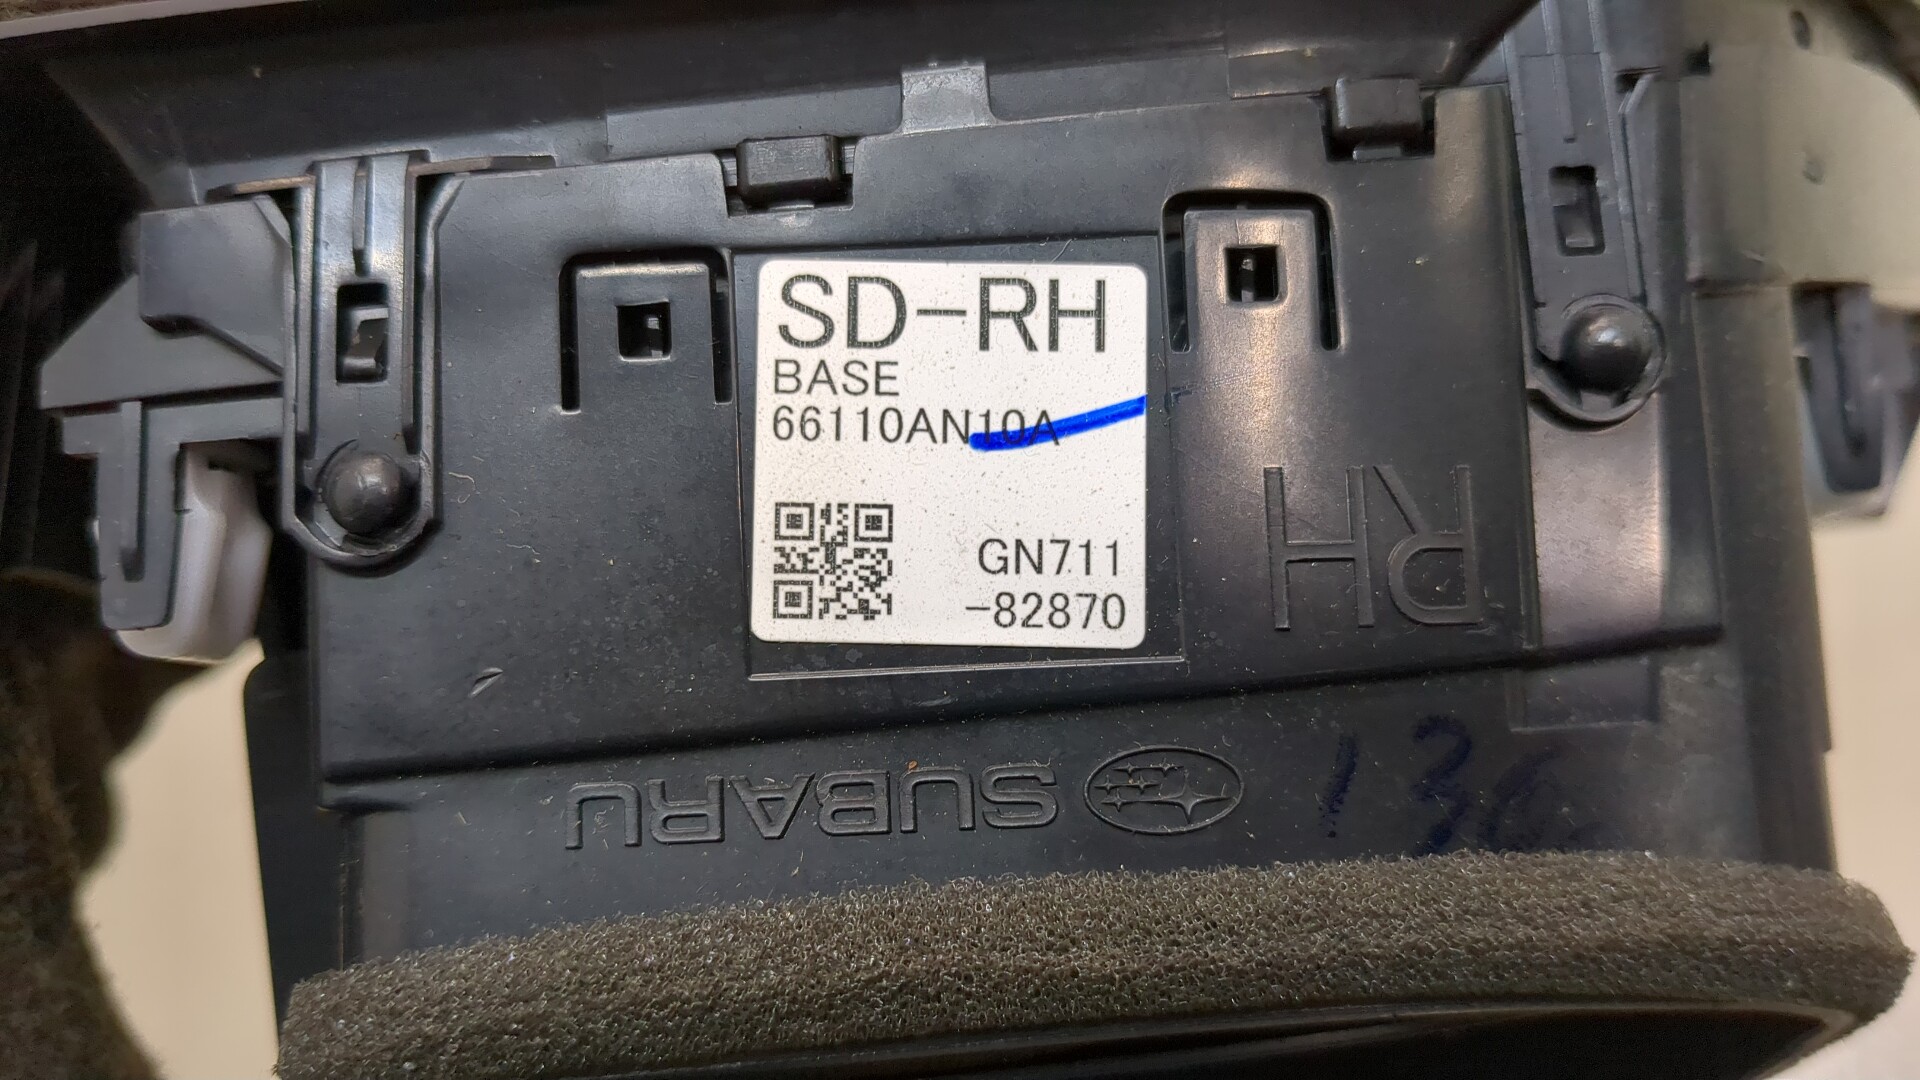 SD-RH
BASE
66110AN10A
GN711
-82870
RH
SUBARU